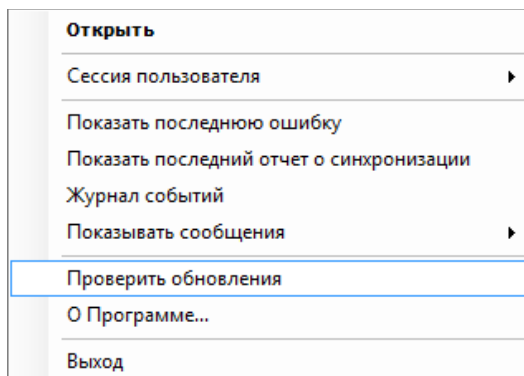 Открыть
Сессия пользователя
Показать последнюю ошибку
Показать последний отчет о синхронизации
Журнал событий
Показывать сообщения
Проверить обновления
О Программе...
Выход